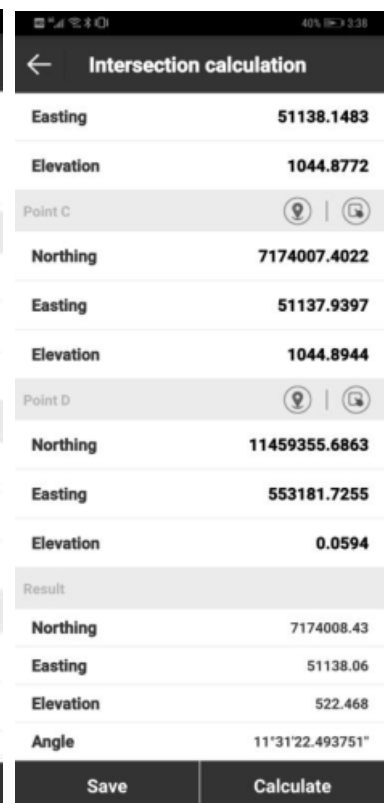 40% 3:38
Intersection calculation
Easting 51138.1483
Elevation 1044.8772
Point C
Northing 7174007.4022
Easting 51137.9397
Elevation 1044.8944
Point D
Northing 11459355.6863
Easting 553181.7255
Elevation 0.0594
Result
Northing 7174008.43
Easting 51138.06
Elevation 522.468
Angle 11°31'22.493751"
Save Calculate